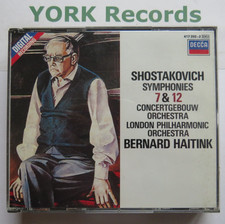 YORK Records
DIGITAL
DECCA
SHOSTAKOVICH
SYMPHONIES
7 & 12
CONCERTGEBOUW
ORCHESTRA
LONDON PHILHARMONIC
ORCHESTRA
BERNARD HAITINK